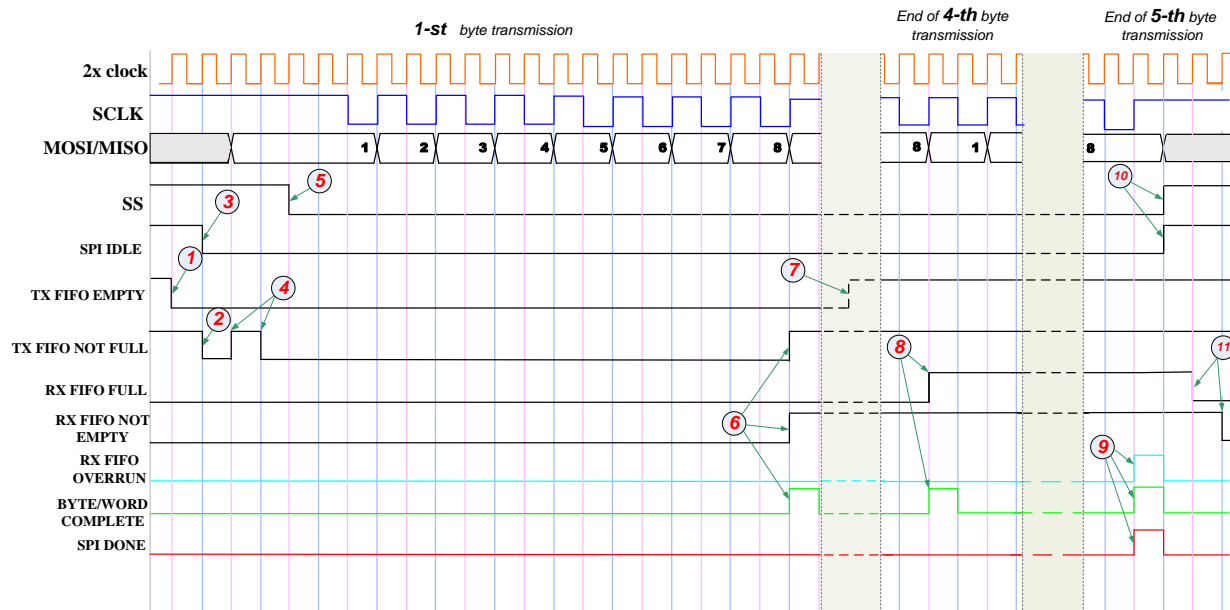 1-st byte transmission
End of 4-th byte
transmission
End of 5-th byte
transmission
2x clock
SCLK
MOSI/MISO
1 2 3 4 5 6 7 8 8 1 8
SS
5
10
3
SPI IDLE
1
TX FIFO EMPTY
4
7
2
TX FIFO NOT FULL
8
11
RX FIFO FULL
RX FIFO NOT
EMPTY
6
RX FIFO
OVERRUN
9
BYTE/WORD
COMPLETE
SPI DONE